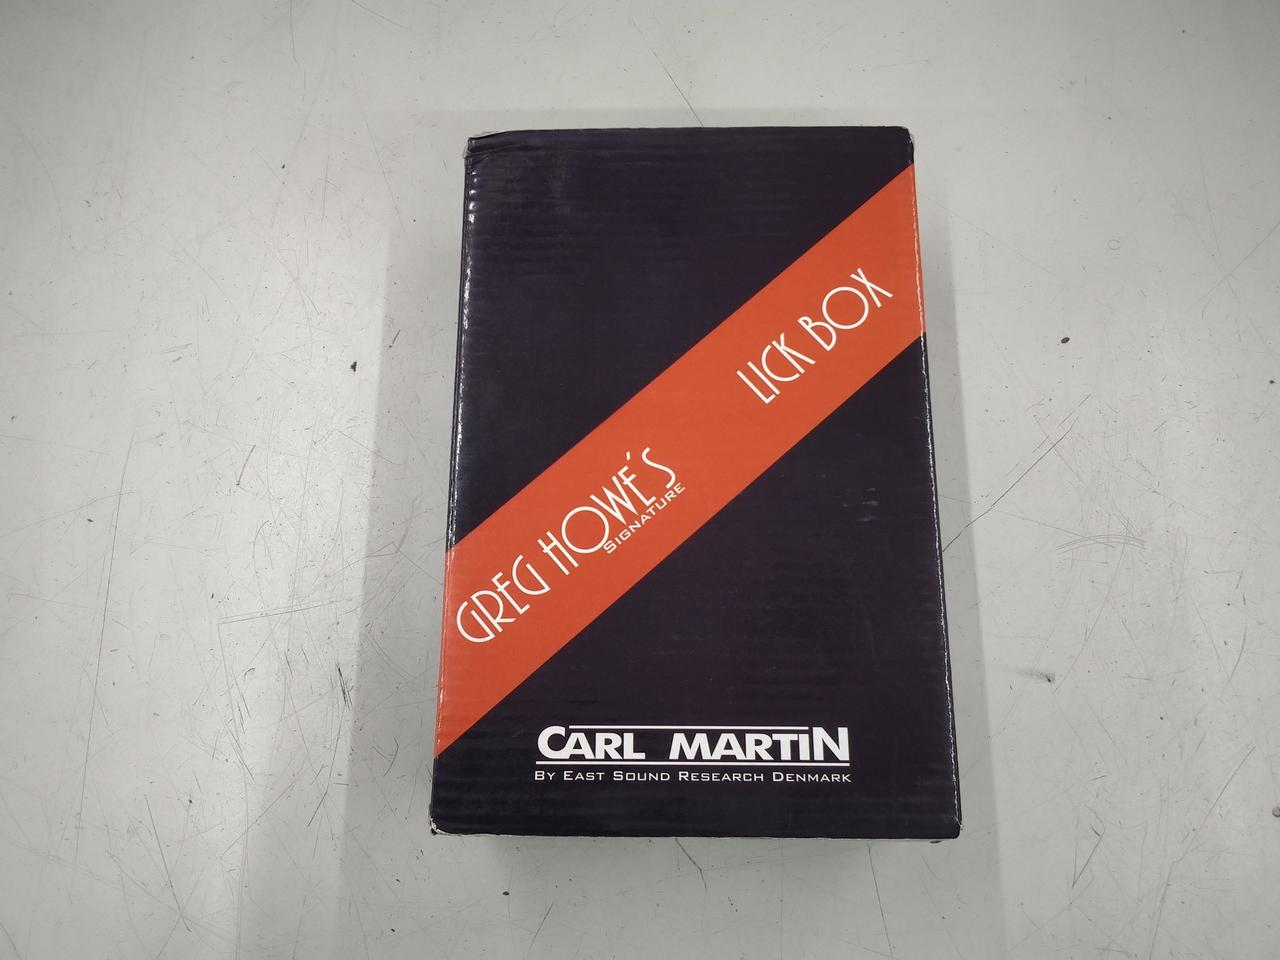 LICK BOX
GREG HOWE'S
SIGNATURE
CARL MARTIN
BY EAST SOUND RESEARCH DENMARK